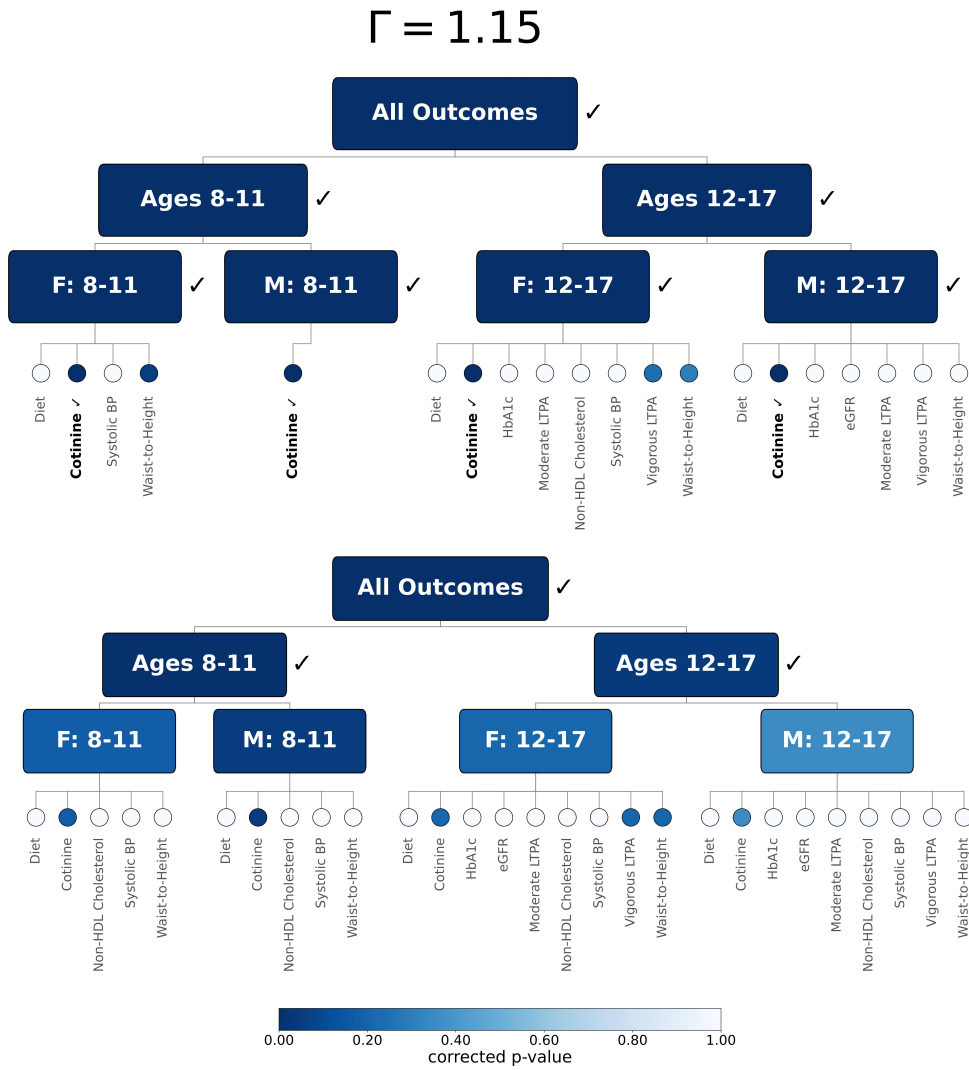 Γ = 1.15
All Outcomes ✓
Ages 8-11 ✓
Ages 12-17 ✓
F: 8-11 ✓
M: 8-11 ✓
F: 12-17 ✓
M: 12-17 ✓
Diet
Cotinine ✓
Systolic BP
Waist-to-Height
Cotinine ✓
Diet
Cotinine ✓
HbA1c
Moderate LTPA
Non-HDL Cholesterol
Systolic BP
Vigorous LTPA
Waist-to-Height
Diet
Cotinine ✓
HbA1c
eGFR
Moderate LTPA
Vigorous LTPA
Waist-to-Height
All Outcomes ✓
Ages 8-11 ✓
Ages 12-17 ✓
F: 8-11
M: 8-11
F: 12-17
M: 12-17
Diet
Cotinine
Non-HDL Cholesterol
Systolic BP
Waist-to-Height
Diet
Cotinine
Non-HDL Cholesterol
Systolic BP
Waist-to-Height
Diet
Cotinine
HbA1c
eGFR
Moderate LTPA
Non-HDL Cholesterol
Systolic BP
Vigorous LTPA
Waist-to-Height
Diet
Cotinine
HbA1c
eGFR
Moderate LTPA
Non-HDL Cholesterol
Systolic BP
Vigorous LTPA
Waist-to-Height
0.00 0.20 0.40 0.60 0.80 1.00
corrected p-value